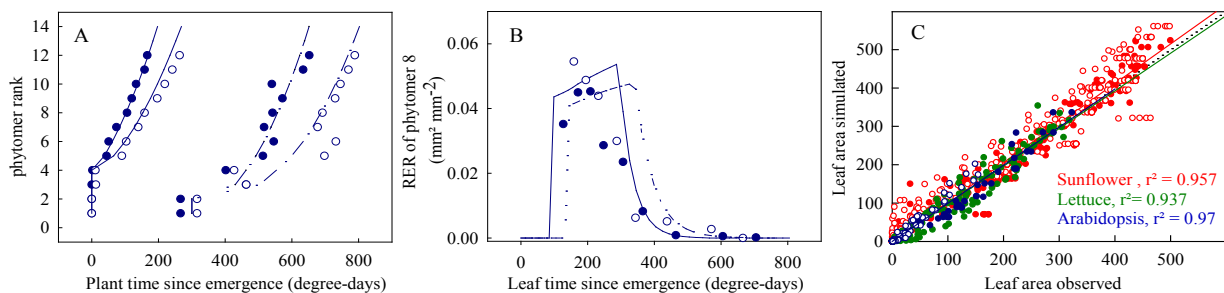 A
phytomer rank
14
12
10
8
6
4
2
0
0 200 400 600 800
Plant time since emergence (degree-days)
B
RER of phytomer 8
(mm² mm⁻²)
0.06
0.04
0.02
0.00
0 200 400 600 800
Leaf time since emergence (degree-days)
C
Leaf area simulated
600
500
400
300
200
100
0
Sunflower , r² = 0.957
Lettuce, r²= 0.937
Arabidopsis, r² = 0.97
0 100 200 300 400 500
Leaf area observed